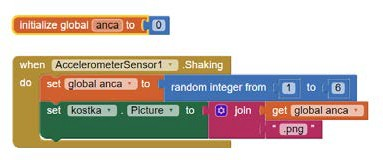 initialize global anca to 0
when AccelerometerSensor1 .Shaking
do set global anca to random integer from 1 to 6
set kostka . Picture to join get global anca
" .png "